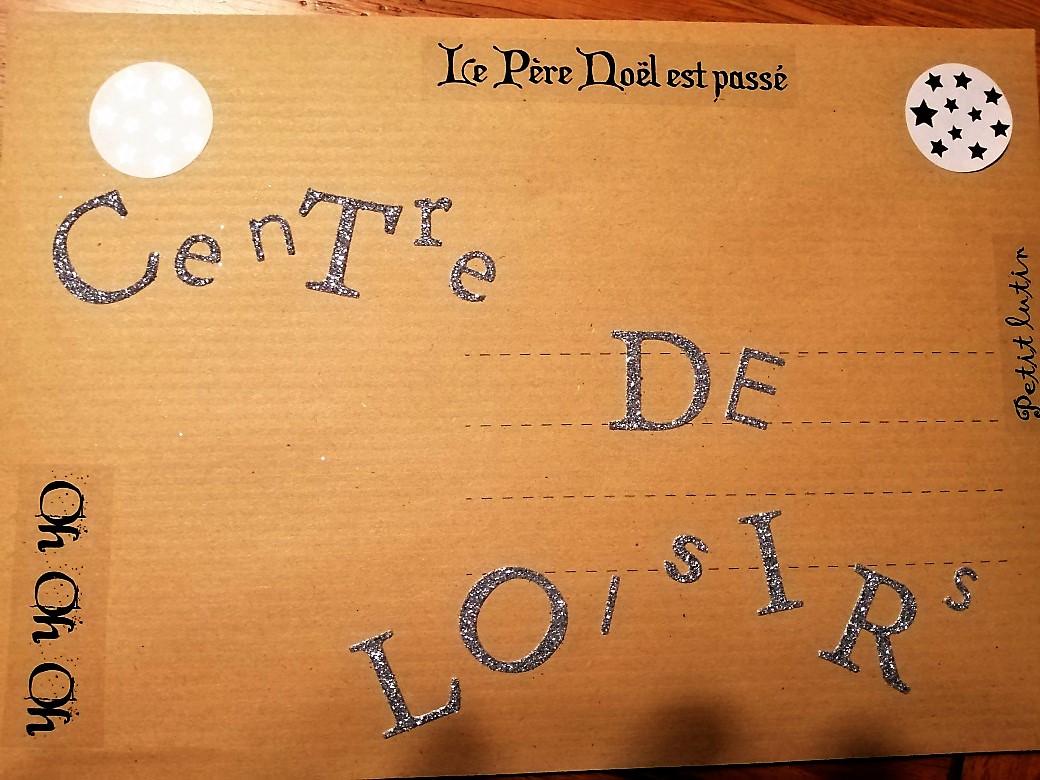 Le Père Noël est passé
CenTre
DE
LOIsIRs
Petit lutin
Oh Oh Oh